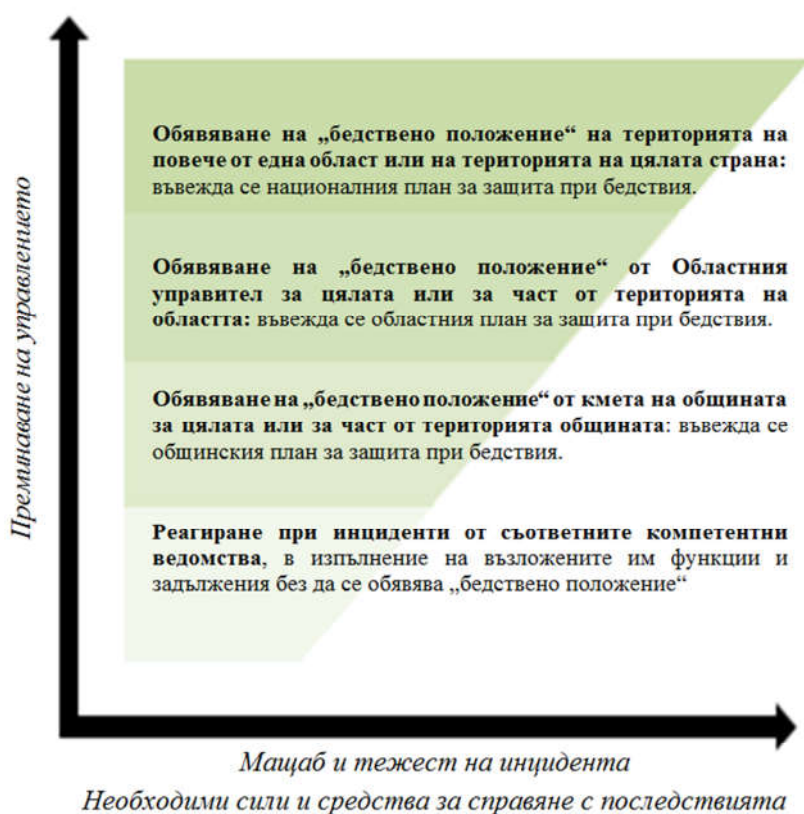 Преминаване на управлението
Обявяване на „бедствено положение“ на територията на
повече от една област или на територията на цялата страна:
въвежда се националния план за защита при бедствия.
Обявяване на „бедствено положение“ от Областния
управител за цялата или за част от територията на
областта: въвежда се областния план за защита при бедствия.
Обявяване на „бедствено положение“ от кмета на общината
за цялата или за част от територията общината: въвежда се
общинския план за защита при бедствия.
Реагиране при инциденти от съответните компетентни
ведомства, в изпълнение на възложените им функции и
задължения без да се обявява „бедствено положение“
Мащаб и тежест на инцидента
Необходими сили и средства за справяне с последствията